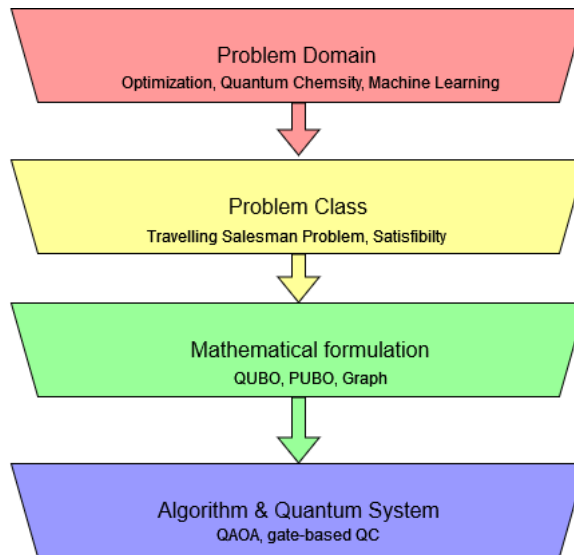 Problem Domain
Optimization, Quantum Chemsity, Machine Learning
Problem Class
Travelling Salesman Problem, Satisfibilty
Mathematical formulation
QUBO, PUBO, Graph
Algorithm & Quantum System
QAOA, gate-based QC